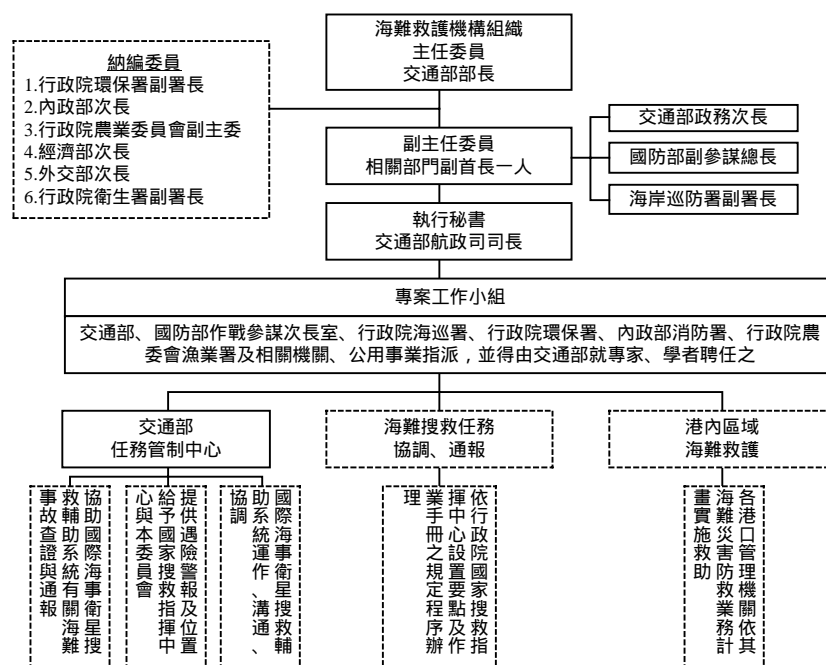 海難救護機構組織
主任委員
交通部部長
納編委員
1.行政院環保署副署長
2.內政部次長
3.行政院農業委員會副主委
4.經濟部次長
5.外交部次長
6.行政院衛生署副署長
副主任委員
相關部門副首長一人
交通部政務次長
國防部副參謀總長
海岸巡防署副署長
執行秘書
交通部航政司司長
專案工作小組
交通部、國防部作戰參謀次長室、行政院海巡署、行政院環保署、內政部消防署、行政院農
委會漁業署及相關機關、公用事業指派，並得由交通部就專家、學者聘任之
交通部
任務管制中心
海難搜救任務
協調、通報
港內區域
海難救護
協助國際海事衛星搜
救輔助系統有關海難
事故查證與通報
提供遇險警報及位置
給予國家搜救指揮中
心與本委員會
國際海事衛星搜救輔
助系統運作、溝通、
協調
依行政院國家搜救指
揮中心設置要點及作
業手冊之規定程序辦
理
各港口管理機關依其
海難災害防救業務計
畫實施救助